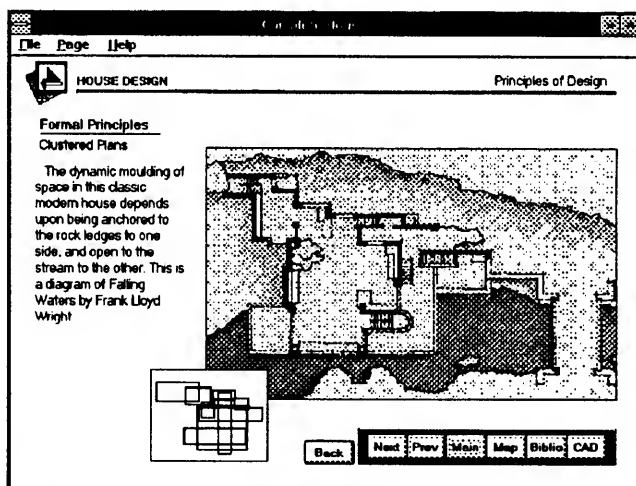 File Page Help
HOUSE DESIGN
Principles of Design
Formal Principles
Clustered Plans
The dynamic moulding of
space in this classic
modern house depends
upon being anchored to
the rock ledges to one
side, and open to the
stream to the other. This is
a diagram of Falling
Waters by Frank Lloyd
Wright
Back
Next Prev Main Map Biblio CAD